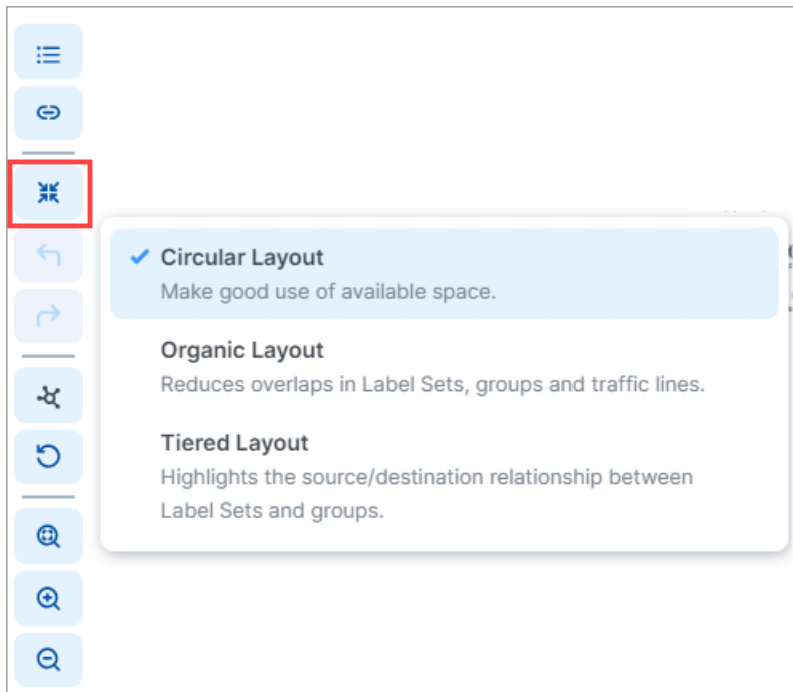 Circular Layout
Make good use of available space.
Organic Layout
Reduces overlaps in Label Sets, groups and traffic lines.
Tiered Layout
Highlights the source/destination relationship between
Label Sets and groups.